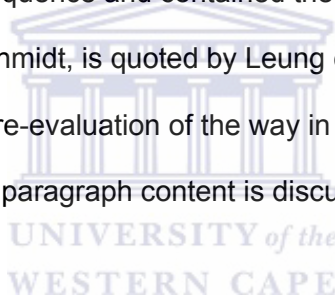 quence and contained the
hmidt, is quoted by Leung
re-evaluation of the way in
paragraph content is discu
UNIVERSITY of the
WESTERN CAPE